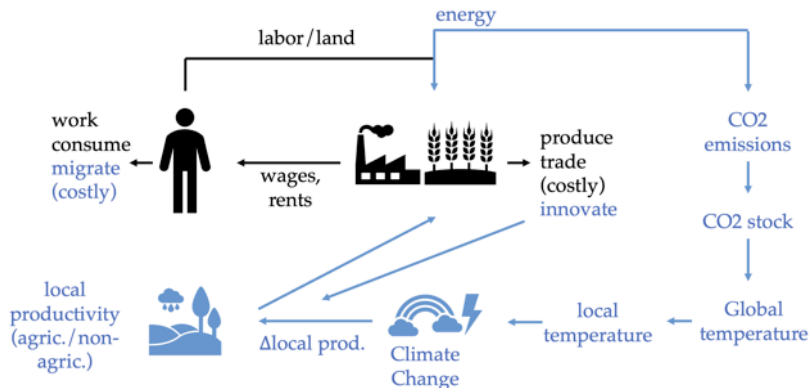 energy
labor/land
work
consume
migrate
(costly)
wages,
rents
produce
trade
(costly)
innovate
CO2
emissions
CO2 stock
Global
temperature
local
temperature
Climate
Change
Δlocal prod.
local
productivity
(agric./non-
agric.)